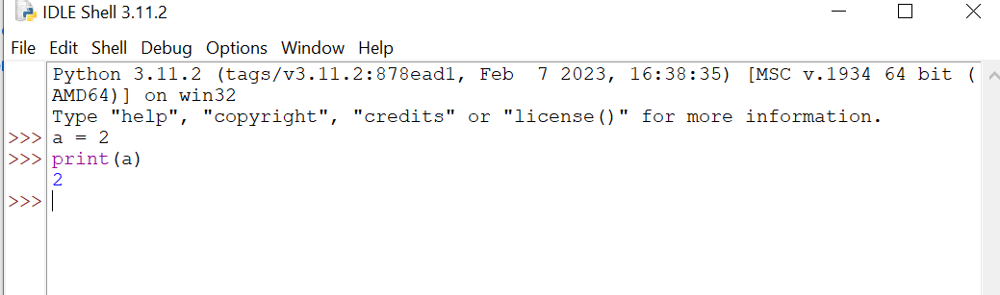 IDLE Shell 3.11.2
File Edit Shell Debug Options Window Help
Python 3.11.2 (tags/v3.11.2:878ead1, Feb  7 2023, 16:38:35) [MSC v.1934 64 bit (
AMD64)] on win32
Type "help", "copyright", "credits" or "license()" for more information.
>>> a = 2
>>> print(a)
2
>>>